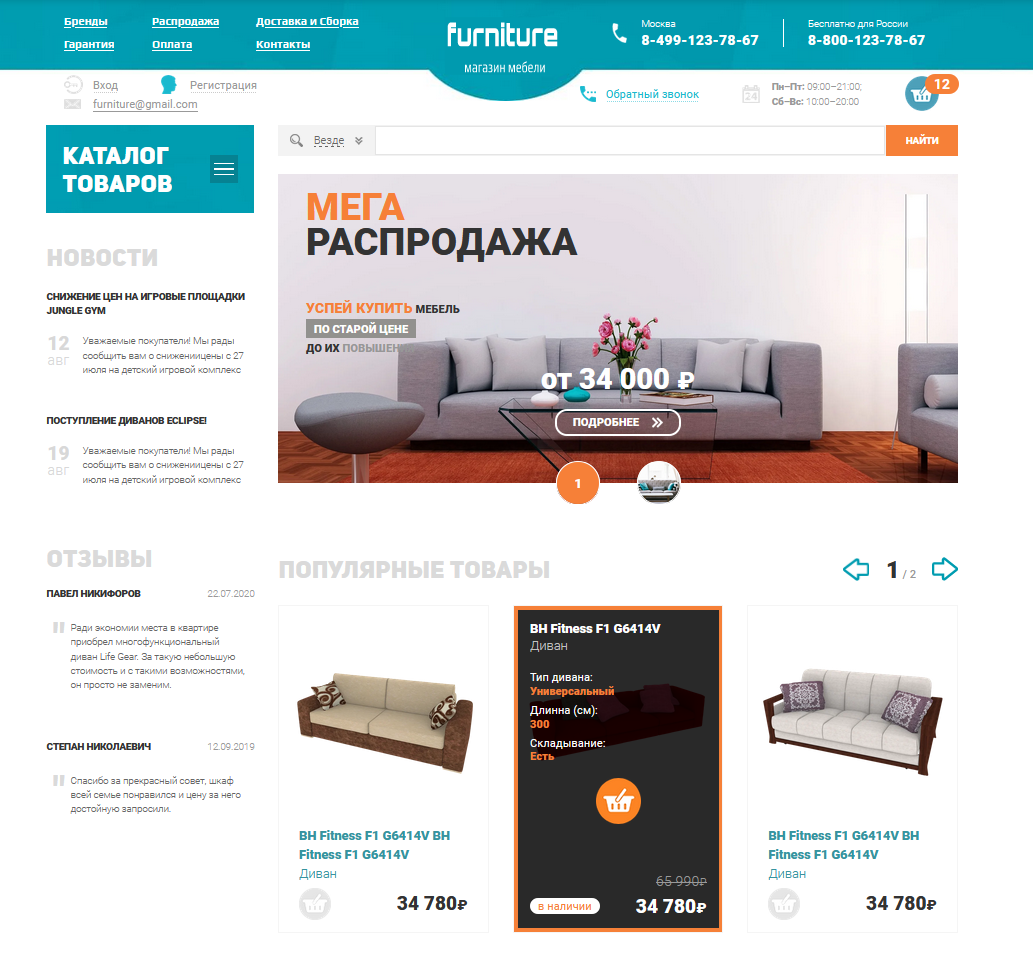 Бренды
Распродажа
Доставка и Сборка
Гарантия
Оплата
Контакты
furniture
магазин мебели
Москва
8-499-123-78-67
Бесплатно для России
8-800-123-78-67
Вход
Регистрация
furniture@gmail.com
Обратный звонок
24
Пн–Пт: 09:00–21:00;
Сб–Вс: 10:00–20:00
12
КАТАЛОГ
ТОВАРОВ
Везде
НАЙТИ
МЕГА
РАСПРОДАЖА
УСПЕЙ КУПИТЬ МЕБЕЛЬ
ПО СТАРОЙ ЦЕНЕ
ДО ИХ ПОВЫШЕН
от 34 000 ₽
ПОДРОБНЕЕ
1
НОВОСТИ
СНИЖЕНИЕ ЦЕН НА ИГРОВЫЕ ПЛОЩАДКИ
JUNGLE GYM
12
авг
Уважаемые покупатели! Мы рады
сообщить вам о снижениицены с 27
июля на детский игровой комплекс
ПОСТУПЛЕНИЕ ДИВАНОВ ECLIPSE!
19
авг
Уважаемые покупатели! Мы рады
сообщить вам о снижениицены с 27
июля на детский игровой комплекс
ОТЗЫВЫ
ПАВЕЛ НИКИФОРОВ
22.07.2020
Ради экономии места в квартире
приобрел многофункциональный
диван Life Gear. За такую небольшую
стоимость и с такими возможностями,
он просто не заменим.
СТЕПАН НИКОЛАЕВИЧ
12.09.2019
Спасибо за прекрасный совет, шкаф
всей семье понравился и цену за него
достойную запросили.
ПОПУЛЯРНЫЕ ТОВАРЫ
1 / 2
BH Fitness F1 G6414V BH
Fitness F1 G6414V
Диван
34 780₽
BH Fitness F1 G6414V
Диван
Тип дивана:
Универсальный
Длинна (см):
300
Складывание:
Есть
65 990₽
в наличии
34 780₽
BH Fitness F1 G6414V BH
Fitness F1 G6414V
Диван
34 780₽